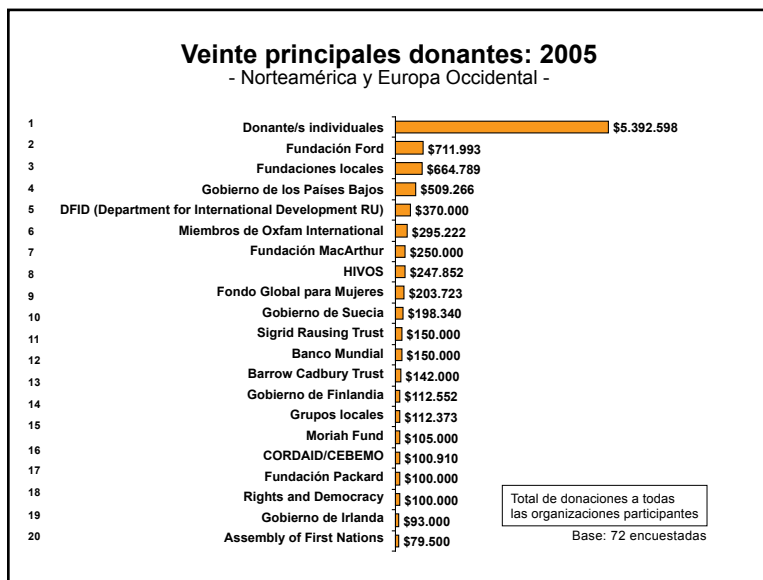 Veinte principales donantes: 2005
- Norteamérica y Europa Occidental -
1 Donante/s individuales $5.392.598
2 Fundación Ford $711.993
3 Fundaciones locales $664.789
4 Gobierno de los Países Bajos $509.266
5 DFID (Department for International Development RU) $370.000
6 Miembros de Oxfam International $295.222
7 Fundación MacArthur $250.000
8 HIVOS $247.852
9 Fondo Global para Mujeres $203.723
10 Gobierno de Suecia $198.340
11 Sigrid Rausing Trust $150.000
12 Banco Mundial $150.000
13 Barrow Cadbury Trust $142.000
14 Gobierno de Finlandia $112.552
15 Grupos locales $112.373
Moriah Fund $105.000
16 CORDAID/CEBEMO $100.910
17 Fundación Packard $100.000
18 Rights and Democracy $100.000
19 Gobierno de Irlanda $93.000
20 Assembly of First Nations $79.500
Total de donaciones a todas
las organizaciones participantes
Base: 72 encuestadas